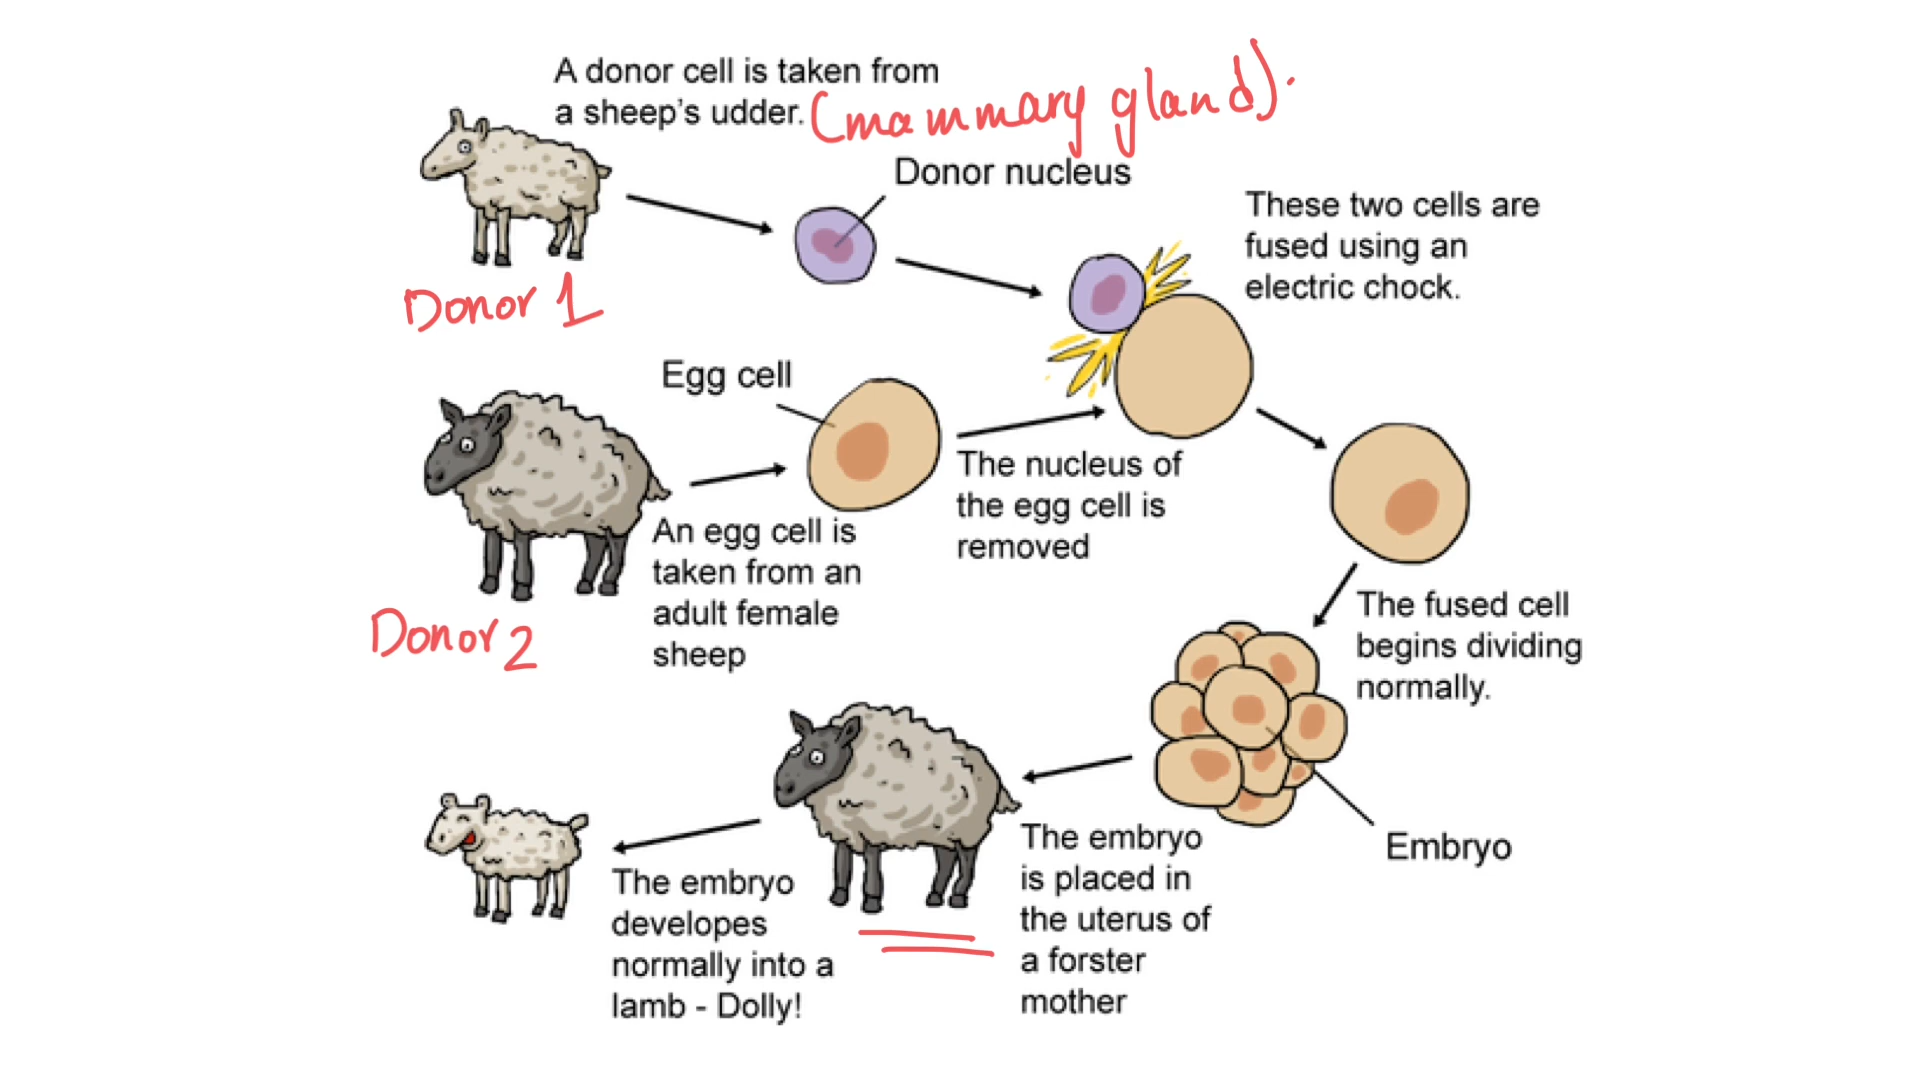 A donor cell is taken from
a sheep's udder. (mammary gland).
Donor nucleus
These two cells are
fused using an
electric chock.
Donor 1
Egg cell
The nucleus of
the egg cell is
removed
An egg cell is
taken from an
adult female
sheep
Donor 2
The fused cell
begins dividing
normally.
Embryo
The embryo
is placed in
the uterus of
a forster
mother
The embryo
developes
normally into a
lamb - Dolly!